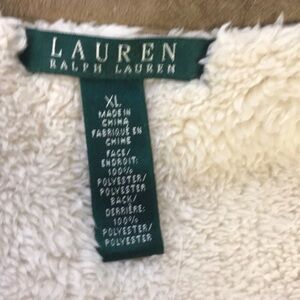 LAUREN
RALPH LAUREN
XL
MADE IN
CHINA
FABRIQUÉ EN
CHINE
FACE/
ENDROIT:
100%
POLYESTER/
POLYESTER
BACK/
DERRIÈRE:
100%
POLYESTER/
POLYESTER